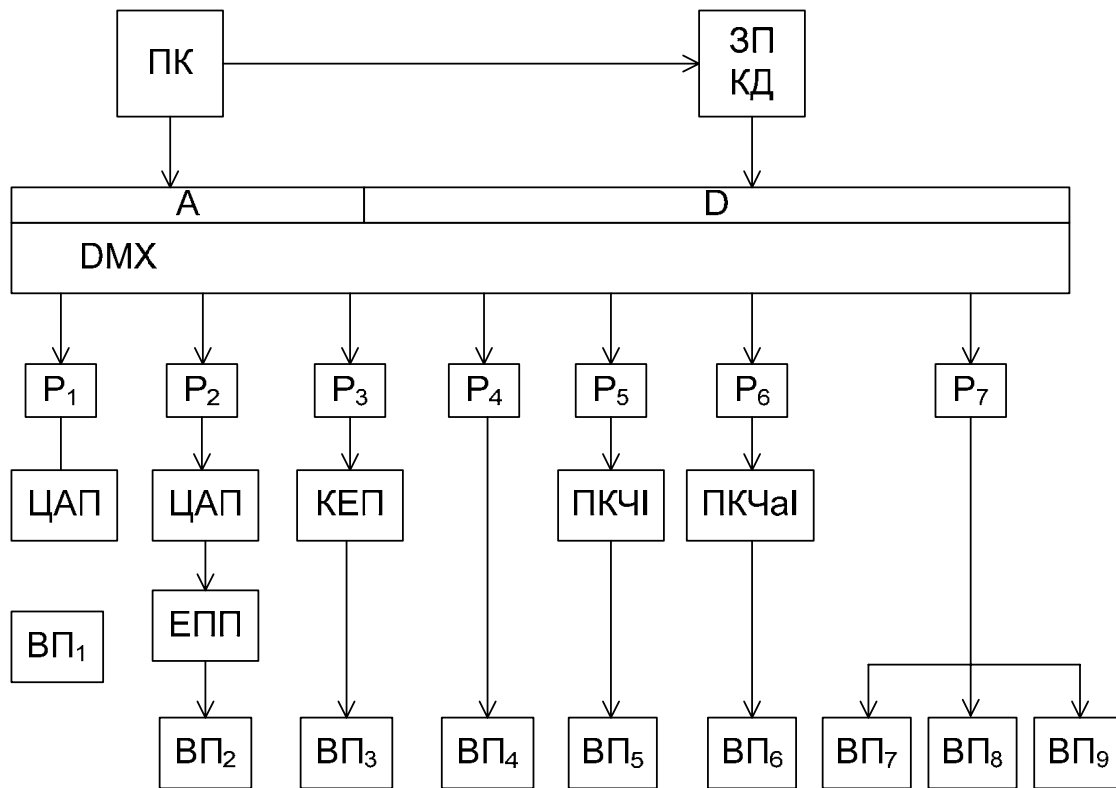 ПК
ЗП
КД
A
D
DMX
P₁
P₂
P₃
P₄
P₅
P₆
P₇
ЦАП
ЦАП
КЕП
ПКЧІ
ПКЧаІ
ЕПП
ВП₁
ВП₂
ВП₃
ВП₄
ВП₅
ВП₆
ВП₇
ВП₈
ВП₉